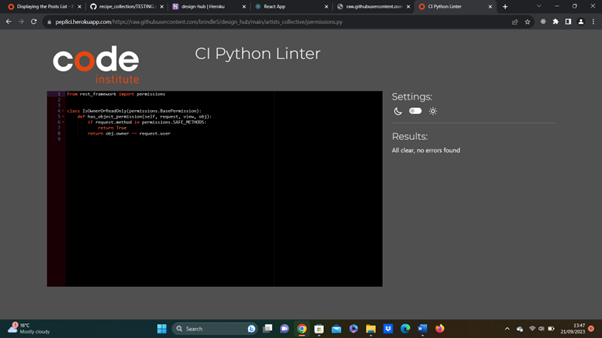 Displaying the Posts List -
recipe_collection/TESTING.
design-hub | Heroku
React App
raw.githubusercontent.com
CI Python Linter
pep8ci.herokuapp.com/https://raw.githubusercontent.com/brindle5/design_hub/main/artists_collective/permissions.py
code
institute
CI Python Linter
1 from rest_framework import permissions
2
3
4 class IsOwnerOrReadOnly(permissions.BasePermission):
5 def has_object_permission(self, request, view, obj):
6 if request.method in permissions.SAFE_METHODS:
7 return True
8 return obj.owner == request.user
9
Settings:
Results:
All clear, no errors found
16°C
Mostly cloudy
Search
13:47
21/09/2023